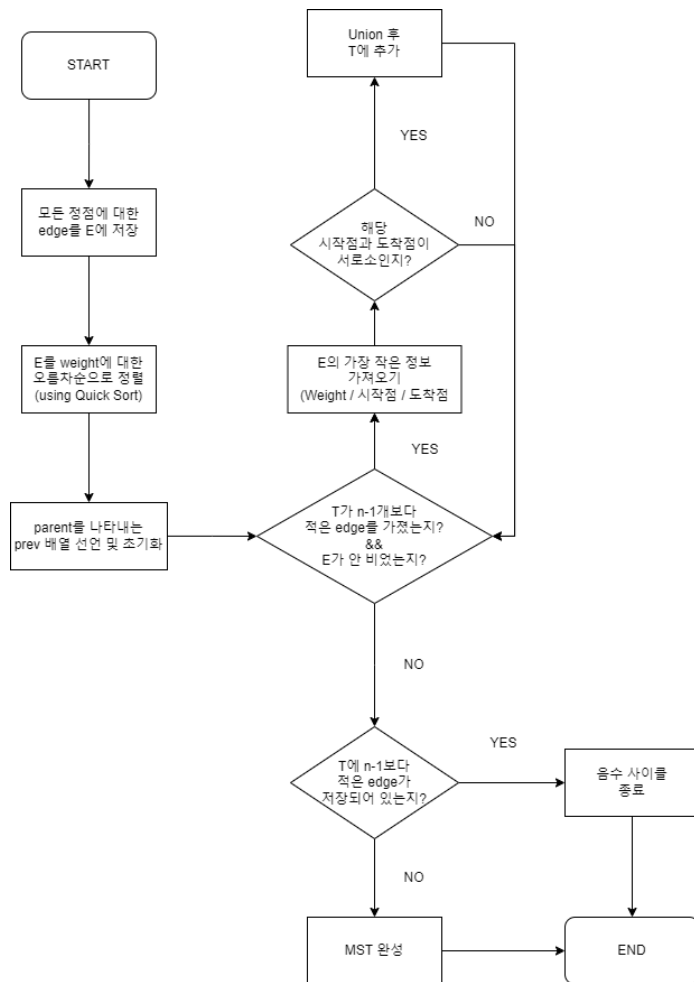 START
모든 정점에 대한
edge를 E에 저장
E를 weight에 대한
오름차순으로 정렬
(using Quick Sort)
parent를 나타내는
prev 배열 선언 및 초기화
Union 후
T에 추가
YES
해당
시작점과 도착점이
서로소인지?
NO
E의 가장 작은 정보
가져오기
(Weight / 시작점 / 도착점
YES
T가 n-1개보다
적은 edge를 가졌는지?
&&
E가 안 비었는지?
NO
T에 n-1보다
적은 edge가
저장되어 있는지?
YES
음수 사이클
종료
NO
MST 완성
END